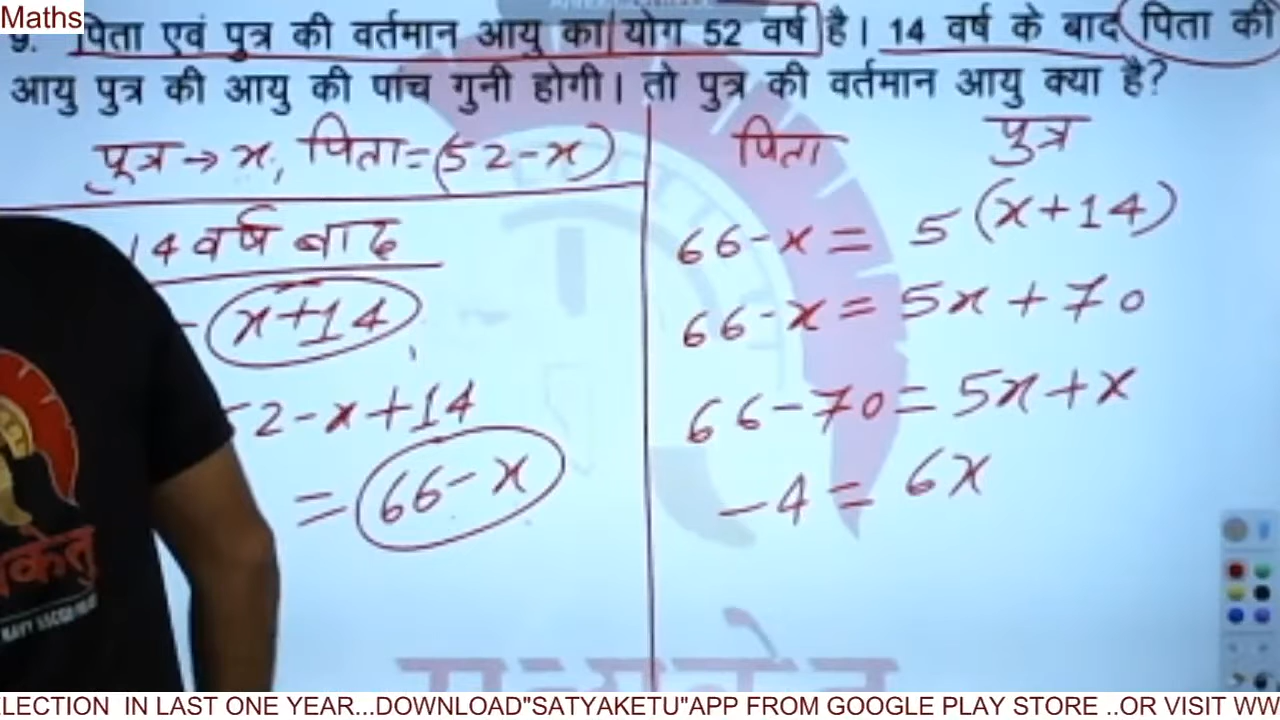 Maths
9. पिता एवं पुत्र की वर्तमान आयु का योग 52 वर्ष है। 14 वर्ष के बाद पिता की
आयु पुत्र की आयु की पांच गुनी होगी। तो पुत्र की वर्तमान आयु क्या है?
पुत्र → x, पिता = (52-x)
14 वर्ष बाद
- x+14
52-x+14
= 66-x
पिता पुत्र
66-x = 5(x+14)
66-x = 5x+70
66-70 = 5x+x
-4 = 6x
ELECTION IN LAST ONE YEAR...DOWNLOAD"SATYAKETU"APP FROM GOOGLE PLAY STORE ..OR VISIT WW